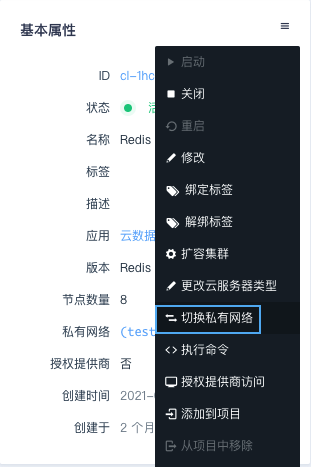 基本属性
ID cl-1hc
状态
名称 Redis
标签
描述
应用 云数据
版本 Redis
节点数量 8
私有网络 (test
授权提供商 否
创建时间 2021-
创建于 2 个月
启动
关闭
重启
修改
绑定标签
解绑标签
扩容集群
更改云服务器类型
切换私有网络
执行命令
授权提供商访问
添加到项目
从项目中移除